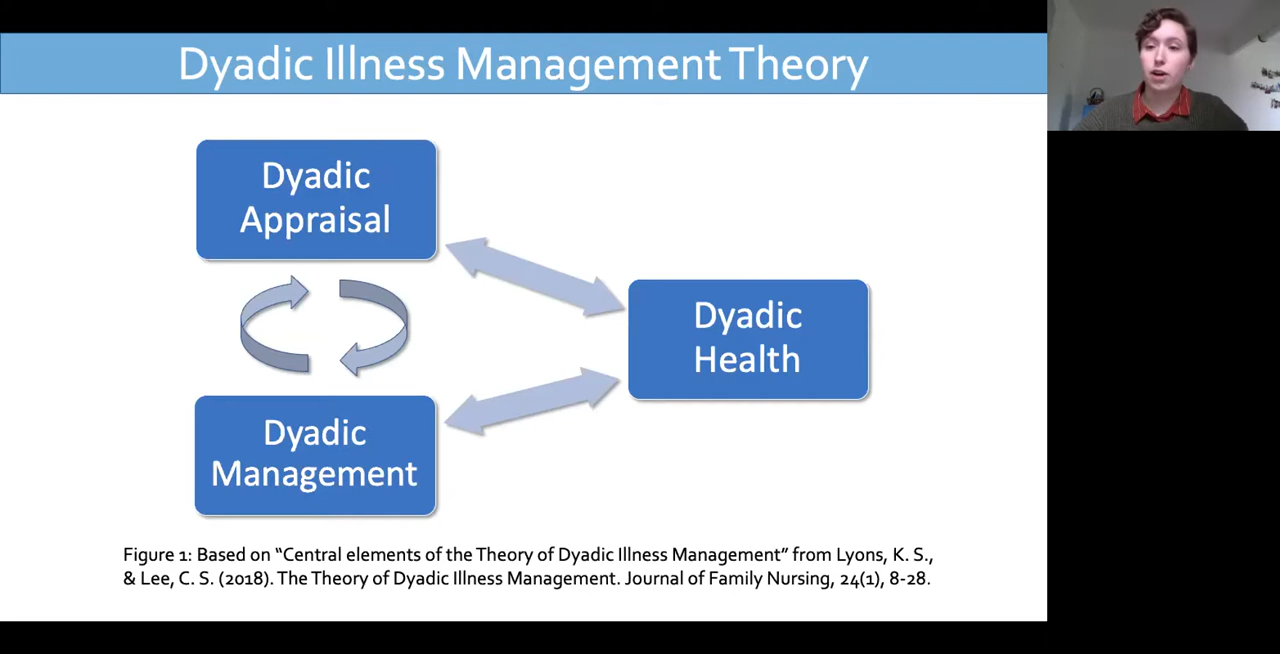 Dyadic Illness Management Theory
Dyadic
Appraisal
Dyadic
Health
Dyadic
Management
Figure 1: Based on “Central elements of the Theory of Dyadic Illness Management” from Lyons, K. S.,
& Lee, C. S. (2018). The Theory of Dyadic Illness Management. Journal of Family Nursing, 24(1), 8-28.